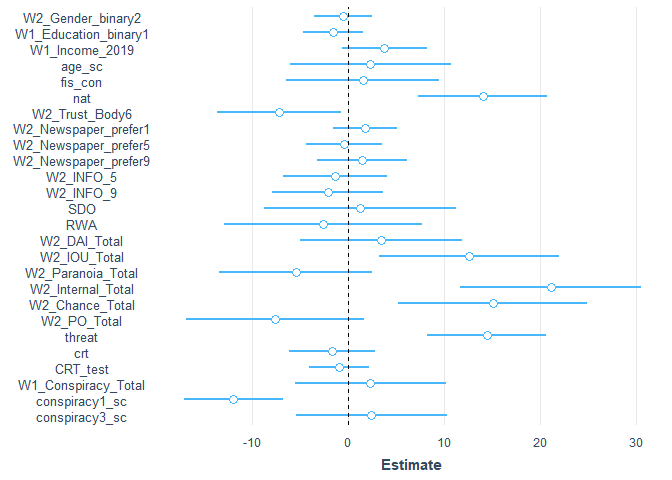 W2_Gender_binary2
W1_Education_binary1
W1_Income_2019
age_sc
fis_con
nat
W2_Trust_Body6
W2_Newspaper_prefer1
W2_Newspaper_prefer5
W2_Newspaper_prefer9
W2_INFO_5
W2_INFO_9
SDO
RWA
W2_DAI_Total
W2_IOU_Total
W2_Paranoia_Total
W2_Internal_Total
W2_Chance_Total
W2_PO_Total
threat
crt
CRT_test
W1_Conspiracy_Total
conspiracy1_sc
conspiracy3_sc
-10 0 10 20 30
Estimate